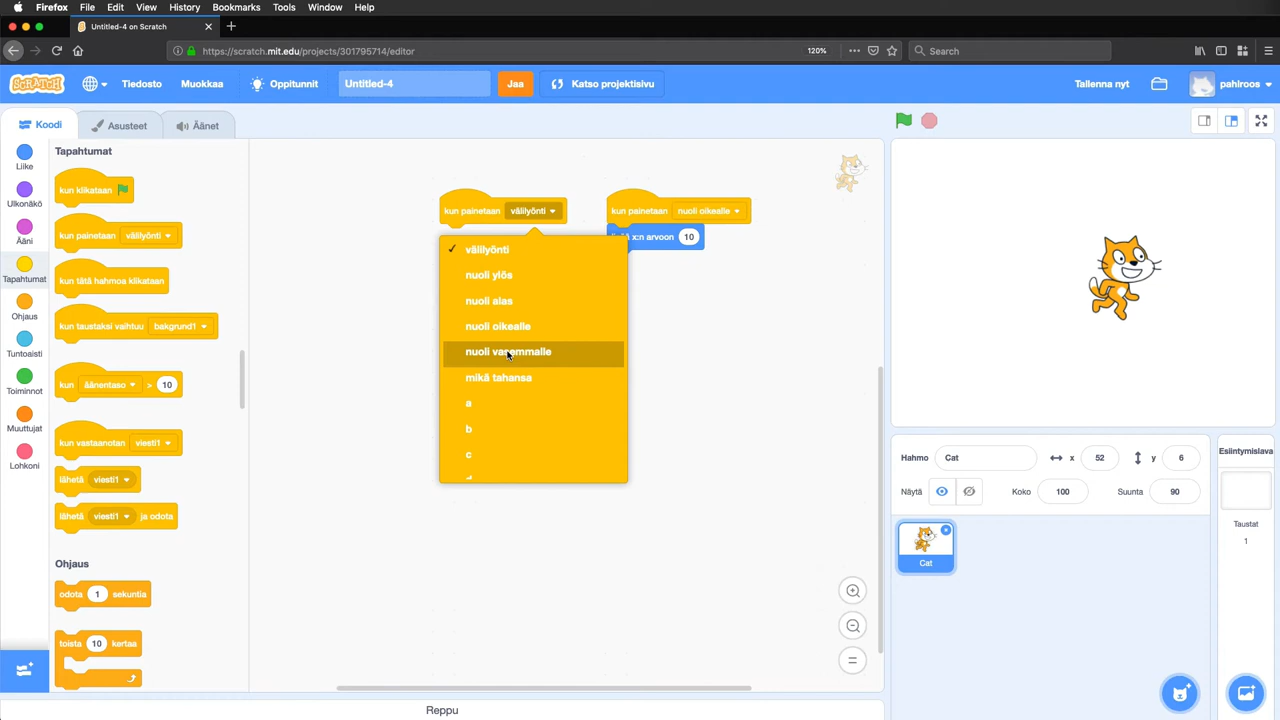 Firefox File Edit View History Bookmarks Tools Window Help
Untitled-4 on Scratch
https://scratch.mit.edu/projects/301795714/editor 120% Search
SCRATCH Tiedosto Muokkaa Oppitunnit Untitled-4 Jaa Katso projektisivu Tallenna nyt pahiroos
Koodi Asusteet Äänet
Liike
Ulkonäkö
Ääni
Tapahtumat
Ohjaus
Tuntoaisti
Toiminnot
Muuttujat
Lohkoni
Tapahtumat
kun klikataan
kun painetaan välilyönti
kun tätä hahmoa klikataan
kun taustaksi vaihtuu bakgrund1
kun äänentaso > 10
kun vastaanotan viesti1
lähetä viesti1
lähetä viesti1 ja odota
Ohjaus
odota 1 sekuntia
toista 10 kertaa
kun painetaan välilyönti
välilyönti
nuoli ylös
nuoli alas
nuoli oikealle
nuoli vasemmalle
mikä tahansa
a
b
c
kun painetaan nuoli oikealle
x:n arvoon 10
Hahmo Cat x 52 y 6
Näytä Koko 100 Suunta 90
Cat
Esiintymislava
Taustat
1
Reppu